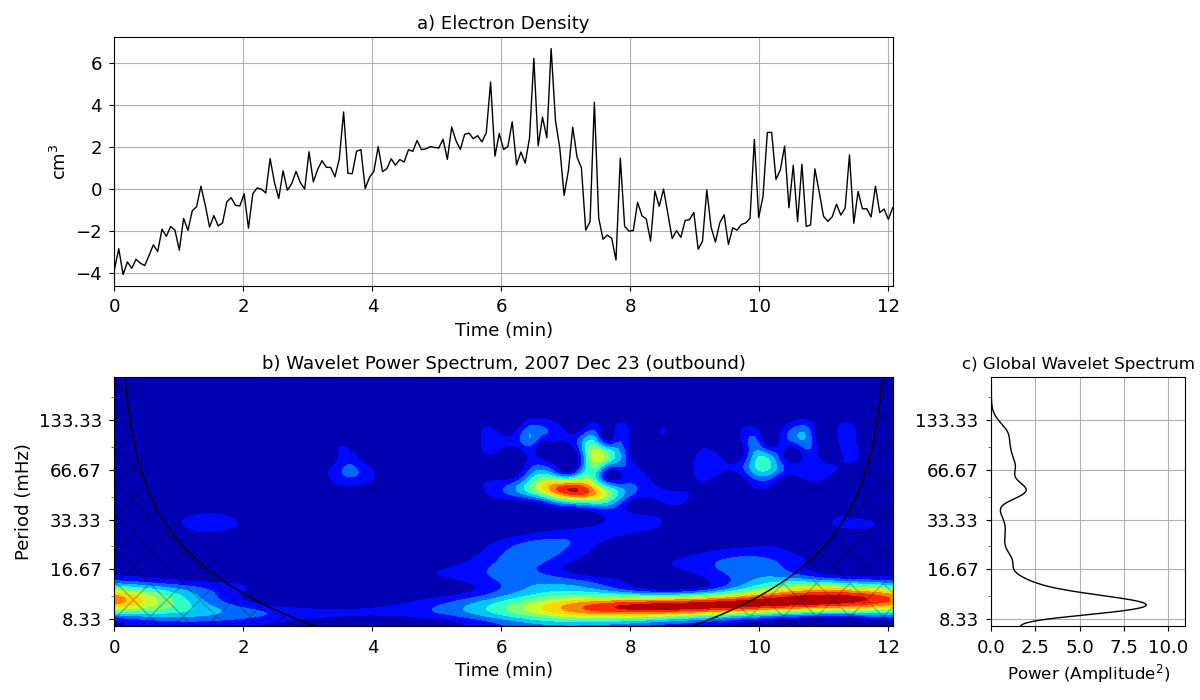 a) Electron Density
6
4
2
0
−2
−4
cm³
0 2 4 6 8 10 12
Time (min)
b) Wavelet Power Spectrum, 2007 Dec 23 (outbound)
133.33
66.67
33.33
16.67
8.33
Period (mHz)
0 2 4 6 8 10 12
Time (min)
c) Global Wavelet Spectrum
133.33
66.67
33.33
16.67
8.33
0.0 2.5 5.0 7.5 10.0
Power (Amplitude²)